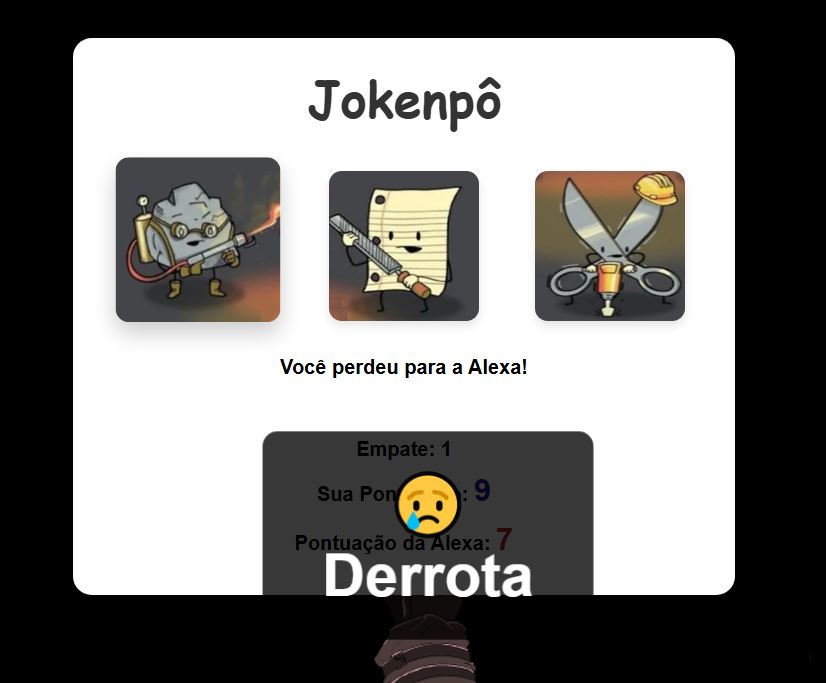 Jokenpô
Você perdeu para a Alexa!
Empate: 1
Sua Pon : 9
Pontuação da Alexa: 7
Derrota